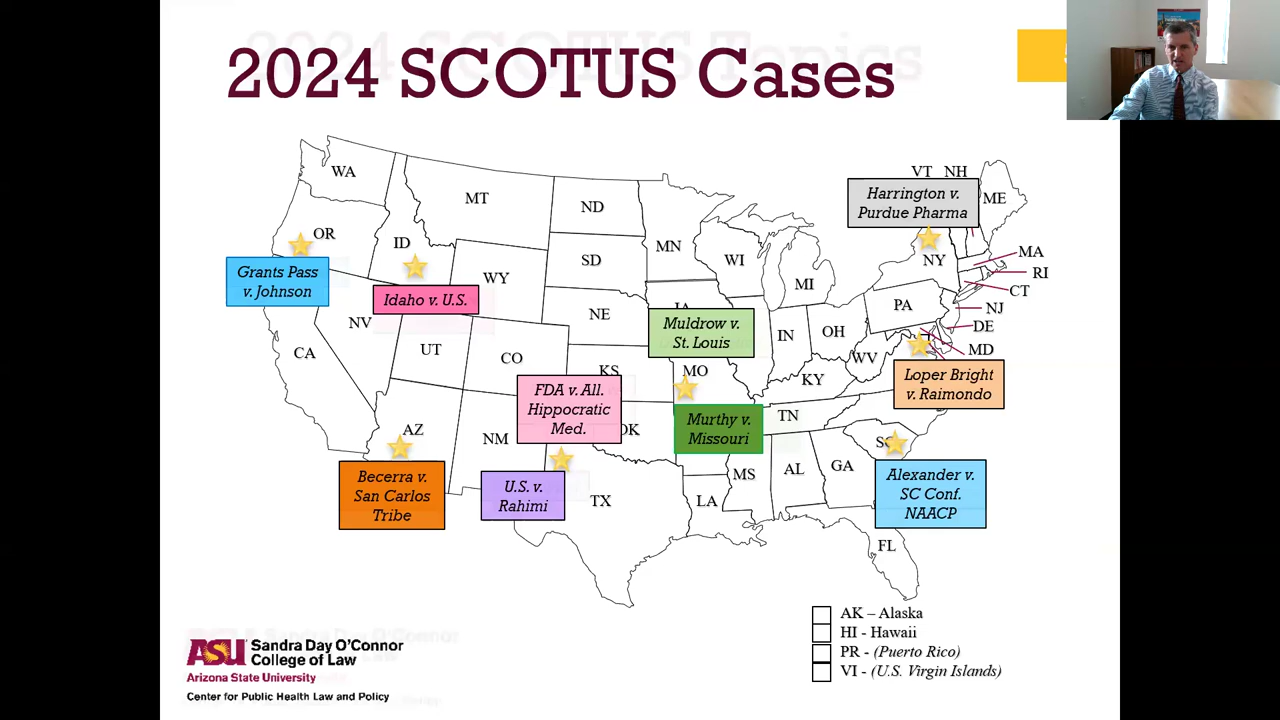 2024 SCOTUS Cases
WA
MT
ND
MN
VT NH
ME
Harrington v.
Purdue Pharma
OR
ID
SD
WI
MI
NY
MA
RI
CT
NJ
DE
MD
Grants Pass
v. Johnson
Idaho v. U.S.
WY
NE
IA
Muldrow v.
St. Louis
IN
OH
PA
WV
NV
UT
CO
CA
KS
MO
KY
Loper Bright
v. Raimondo
FDA v. All.
Hippocratic
Med.
OK
Murthy v.
Missouri
TN
AZ
NM
MS
AL
GA
SC
Becerra v.
San Carlos
Tribe
U.S. v.
Rahimi
TX
LA
Alexander v.
SC Conf.
NAACP
FL
AK – Alaska
HI - Hawaii
PR - (Puerto Rico)
VI - (U.S. Virgin Islands)
ASU Sandra Day O'Connor
College of Law
Arizona State University
Center for Public Health Law and Policy